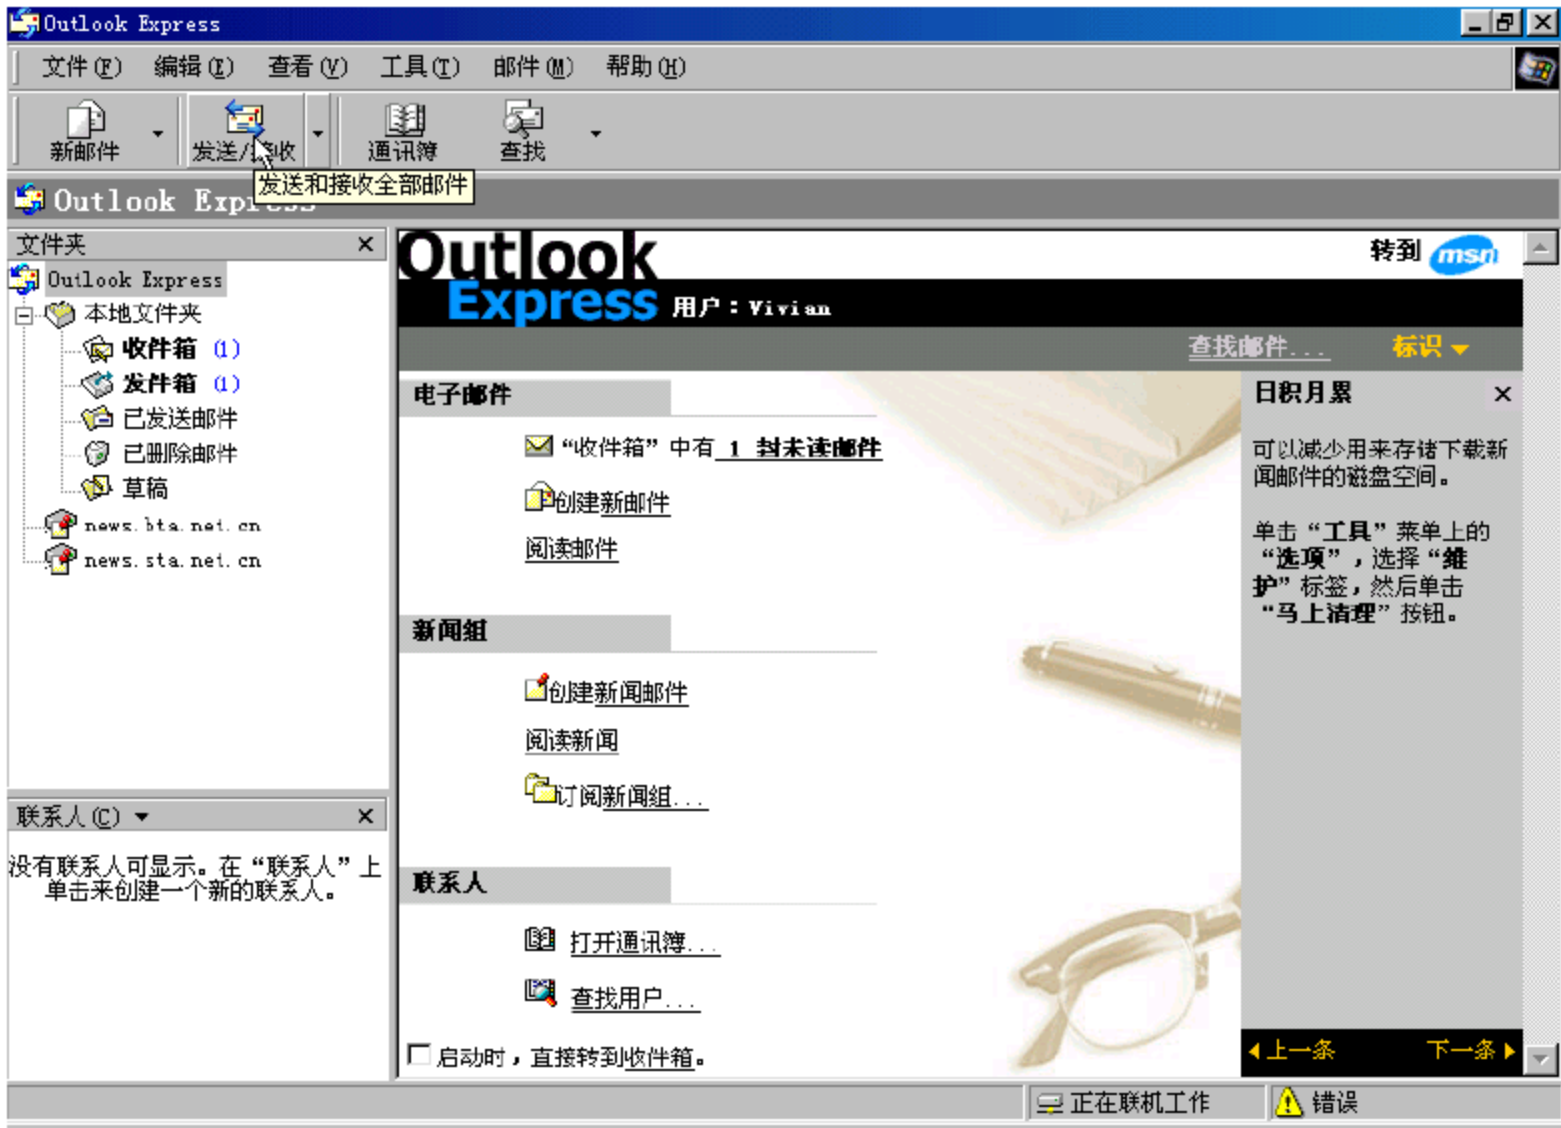 Outlook Express
文件(F) 编辑(E) 查看(V) 工具(T) 邮件(M) 帮助(H)
新邮件 发送/接收 通讯簿 查找
发送和接收全部邮件
Outlook Express
文件夹
Outlook Express
本地文件夹
收件箱 (1)
发件箱 (1)
已发送邮件
已删除邮件
草稿
news.bta.net.cn
news.sta.net.cn
联系人(C)
没有联系人可显示。在“联系人”上
单击来创建一个新的联系人。
Outlook
Express 用户：Vivian
转到 msn
查找邮件... 标识
电子邮件
“收件箱”中有 1 封未读邮件
创建新邮件
阅读邮件
新闻组
创建新闻邮件
阅读新闻
订阅新闻组...
联系人
打开通讯簿...
查找用户...
启动时，直接转到收件箱。
日积月累
可以减少用来存储下载新
闻邮件的磁盘空间。
单击“工具”菜单上的
“选项”，选择“维
护”标签，然后单击
“马上清理”按钮。
上一条 下一条
正在联机工作 错误